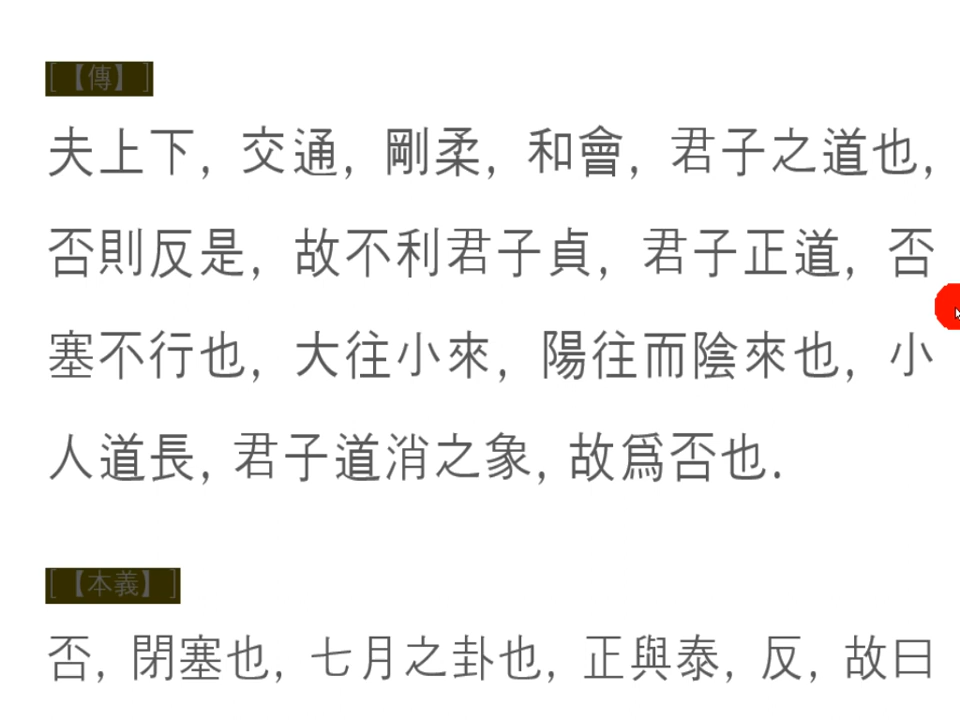 [【傳】]
夫上下, 交通, 剛柔, 和會, 君子之道也,
否則反是, 故不利君子貞, 君子正道, 否
塞不行也, 大往小來, 陽往而陰來也, 小
人道長, 君子道消之象, 故爲否也.
[【本義】]
否, 閉塞也, 七月之卦也, 正與泰, 反, 故曰